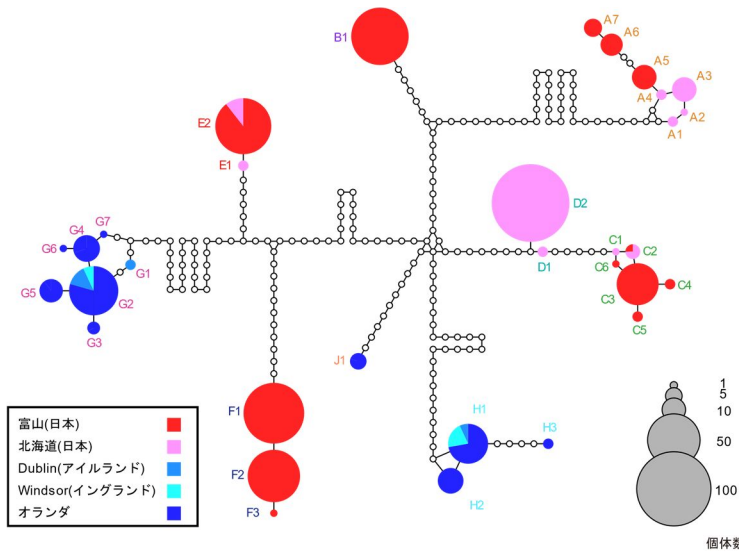 B1
A7
A6
A5
A3
A4
A2
A1
E2
E1
D2
D1
C1
C2
C6
C3
C4
C5
G7
G4
G6
G1
G5
G2
G3
J1
F1
F2
F3
H1
H3
H2
富山(日本)
北海道(日本)
Dublin(アイルランド)
Windsor(イングランド)
オランダ
1
5
10
50
100
個体数